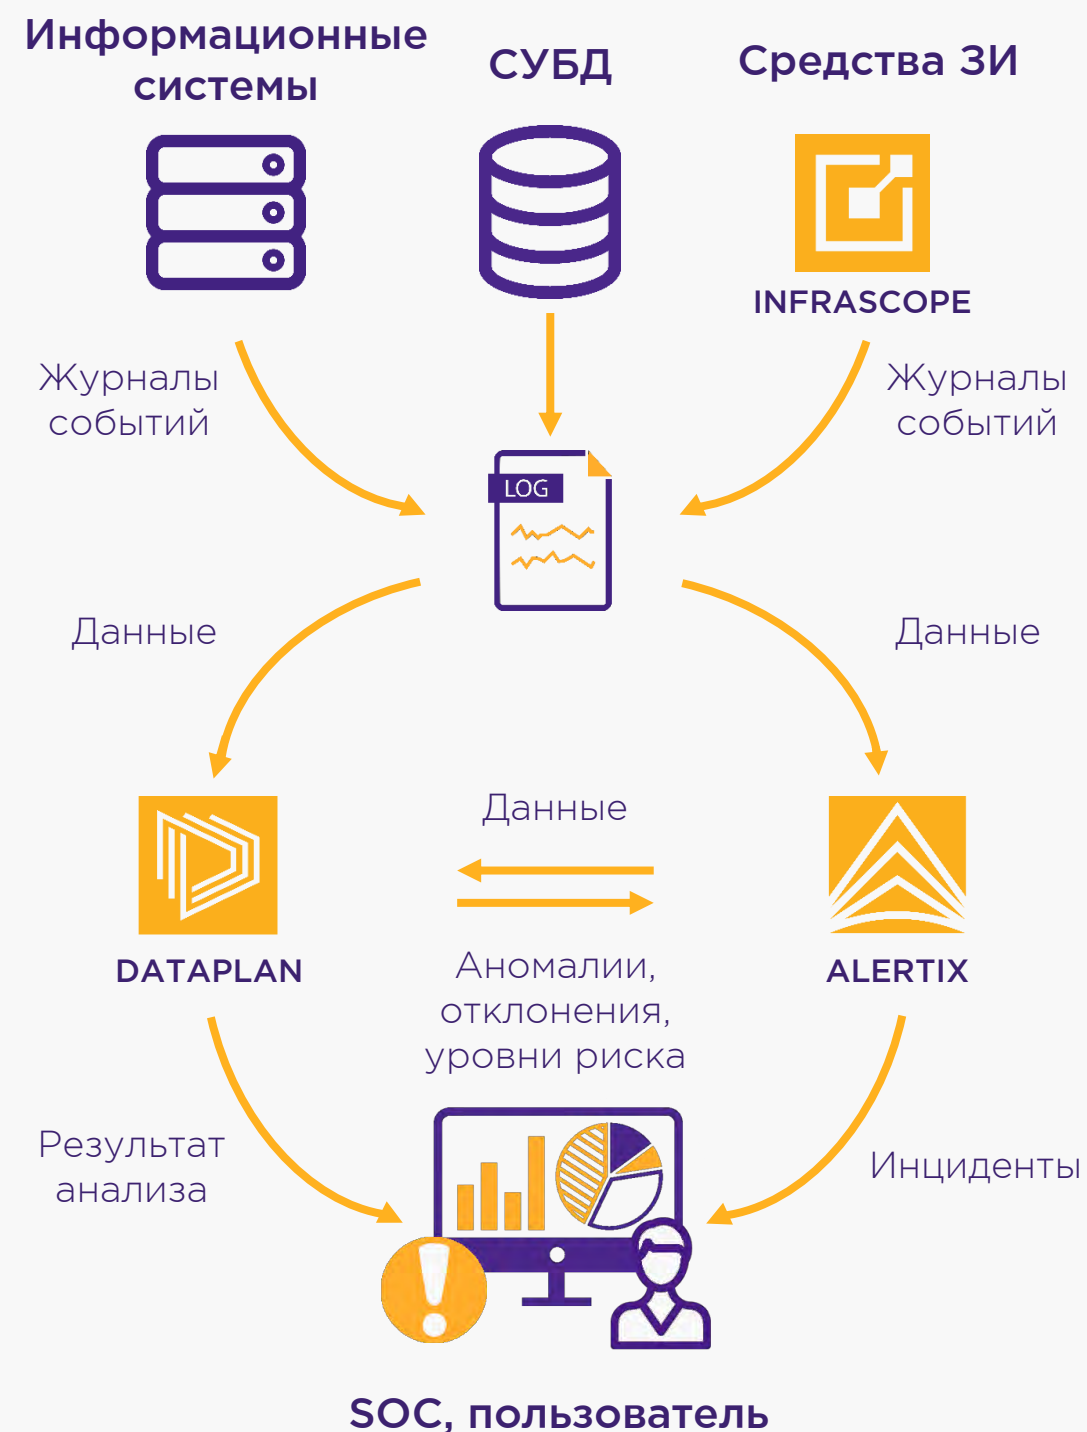 Информационные
системы
СУБД
Средства ЗИ
INFRASCOPE
Журналы
событий
Журналы
событий
LOG
Данные
Данные
Данные
DATAPLAN
Аномалии,
отклонения,
уровни риска
ALERTIX
Результат
анализа
Инциденты
SOC, пользователь